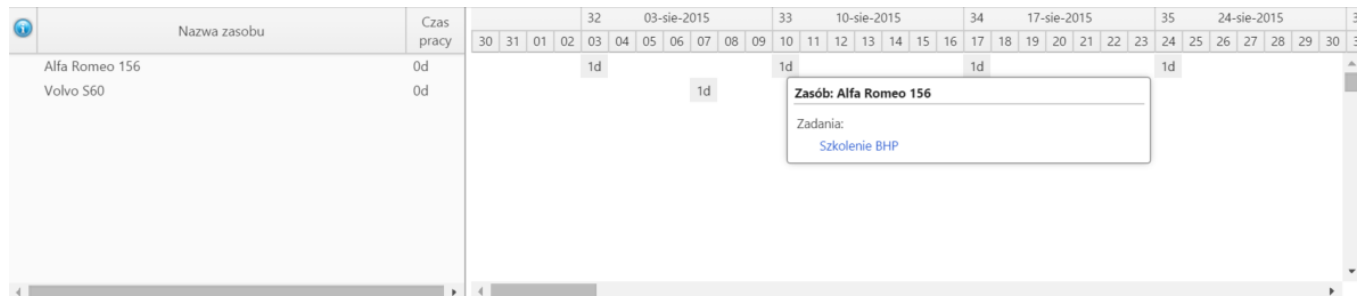 Nazwa zasobu
Czas
pracy
32 03-sie-2015 33 10-sie-2015 34 17-sie-2015 35 24-sie-2015
30 31 01 02 03 04 05 06 07 08 09 10 11 12 13 14 15 16 17 18 19 20 21 22 23 24 25 26 27 28 29 30
Alfa Romeo 156 0d 1d 1d 1d 1d
Volvo S60 0d 1d
Zasób: Alfa Romeo 156
Zadania:
Szkolenie BHP